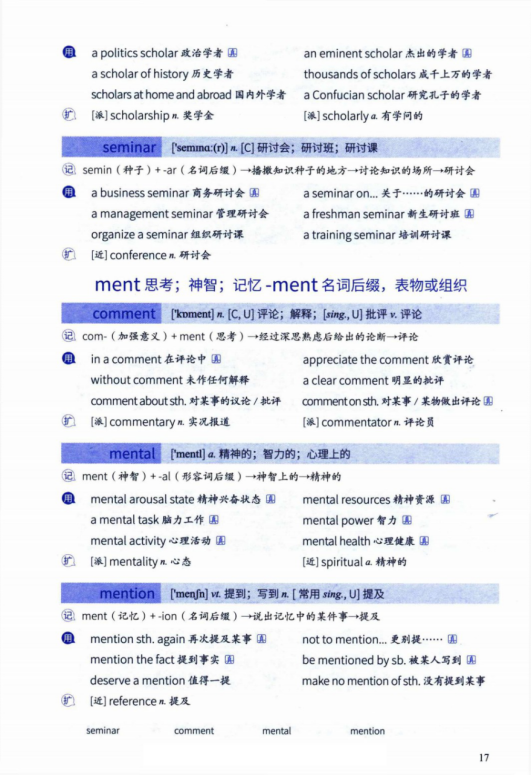 用 a politics scholar 政治学者 真 an eminent scholar 杰出的学者 真
a scholar of history 历史学者 thousands of scholars 成千上万的学者
scholars at home and abroad 国内外学者 a Confucian scholar 研究孔子的学者
扩 [派] scholarship n. 奖学金 [派] scholarly a. 有学问的
seminar ['semɪnɑː(r)] n. [C] 研讨会；研讨班；研讨课
记 semin（种子）+ -ar（名词后缀）→播撒知识种子的地方→讨论知识的场所→研讨会
用 a business seminar 商务研讨会 真 a seminar on... 关于……的研讨会 真
a management seminar 管理研讨会 a freshman seminar 新生研讨班 真
organize a seminar 组织研讨课 a training seminar 培训研讨课
扩 [近] conference n. 研讨会
ment 思考；神智；记忆 -ment 名词后缀，表物或组织
comment ['kɒment] n. [C, U] 评论；解释；[sing., U] 批评 v. 评论
记 com-（加强意义）+ ment（思考）→经过深思熟虑后给出的论断→评论
用 in a comment 在评论中 真 appreciate the comment 欣赏评论
without comment 未作任何解释 a clear comment 明显的批评
comment about sth. 对某事的议论 / 批评 comment on sth. 对某事 / 某物做出评论 真
扩 [派] commentary n. 实况报道 [派] commentator n. 评论员
mental ['mentl] a. 精神的；智力的；心理上的
记 ment（神智）+ -al（形容词后缀）→神智上的→精神的
用 mental arousal state 精神兴奋状态 真 mental resources 精神资源 真
a mental task 脑力工作 真 mental power 智力 真
mental activity 心理活动 真 mental health 心理健康 真
扩 [派] mentality n. 心态 [近] spiritual a. 精神的
mention ['menʃn] vt. 提到；写到 n. [ 常用 sing., U] 提及
记 ment（记忆）+ -ion（名词后缀）→说出记忆中的某件事→提及
用 mention sth. again 再次提及某事 真 not to mention... 更别提…… 真
mention the fact 提到事实 真 be mentioned by sb. 被某人写到 真
deserve a mention 值得一提 make no mention of sth. 没有提到某事
扩 [近] reference n. 提及
seminar comment mental mention
17